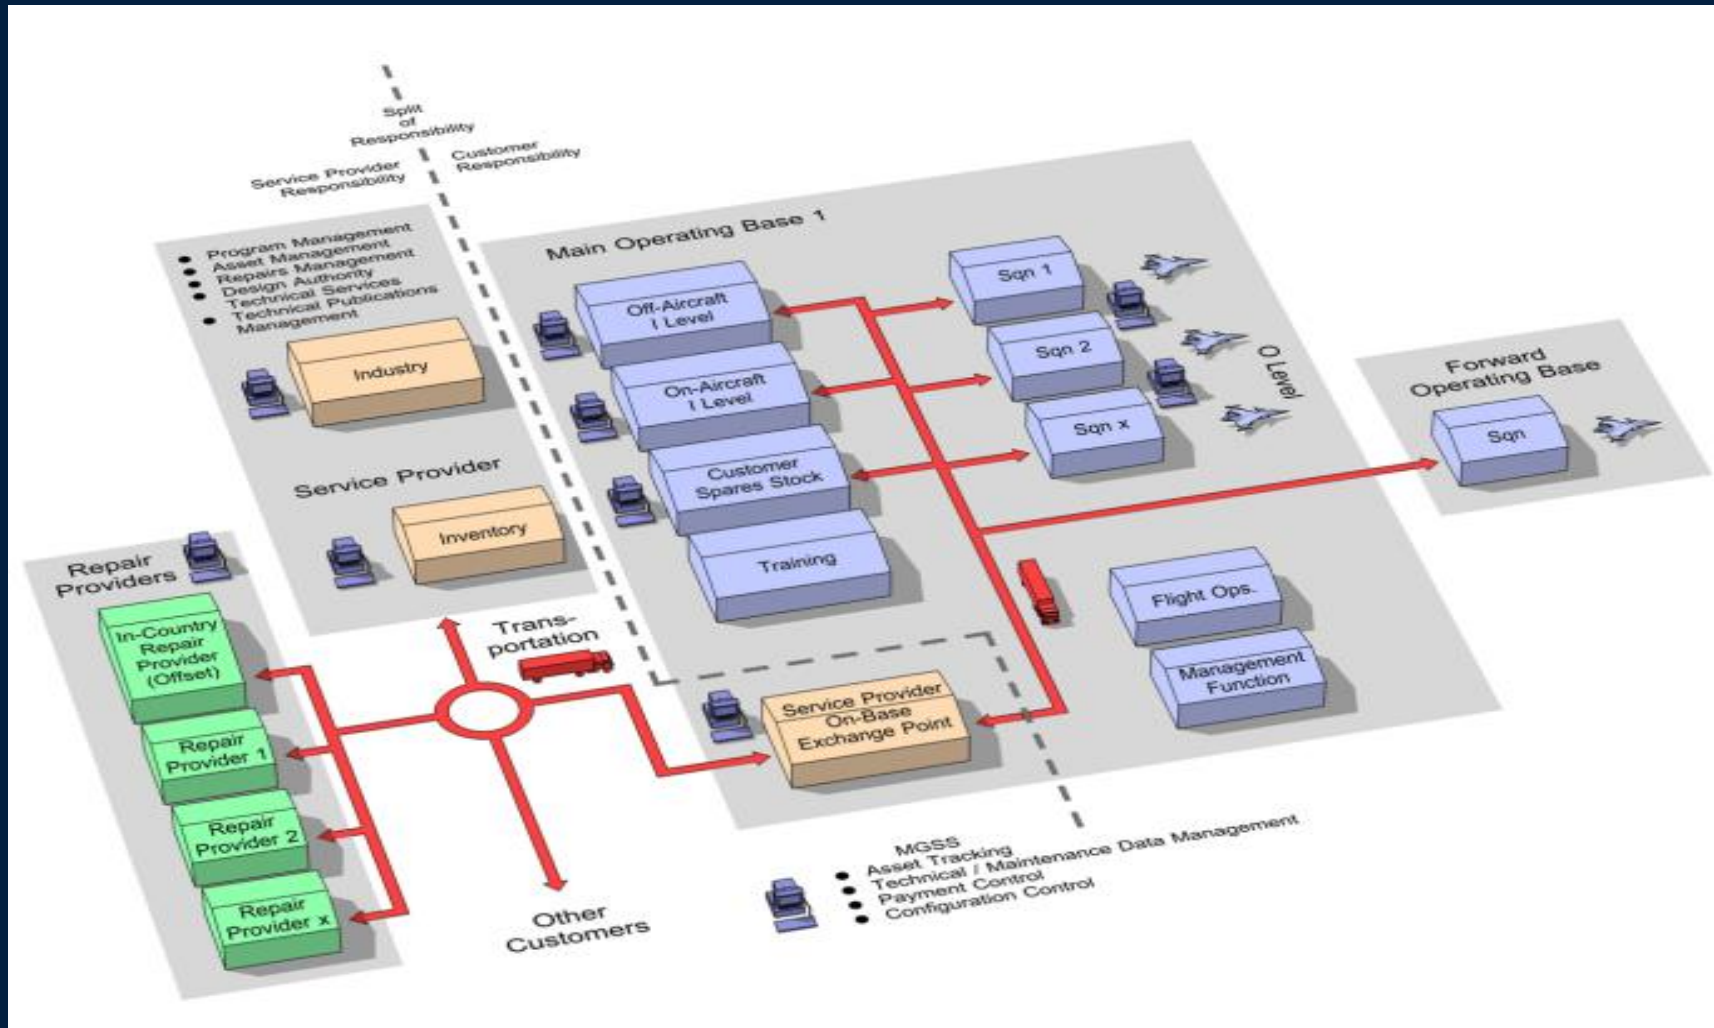 Split
of
Responsibility
Service Provider
Responsibility
Customer
Responsibility
● Program Management
● Asset Management
● Repairs Management
● Design Authority
Technical Services
● Technical Publications
Management
Industry
Service Provider
Inventory
Repair
Providers
In-Country
Repair
Provider
(Offset)
Repair
Provider 1
Repair
Provider 2
Repair
Provider x
Trans-
portation
Other
Customers
Main Operating Base 1
Off-Aircraft
I Level
On-Aircraft
I Level
Customer
Spares Stock
Training
Sqn 1
Sqn 2
Sqn x
O Level
Forward
Operating Base
Sqn
Flight Ops.
Management
Function
Service Provider
On-Base
Exchange Point
MGSS
● Asset Tracking
● Technical / Maintenance Data Management
● Payment Control
● Configuration Control